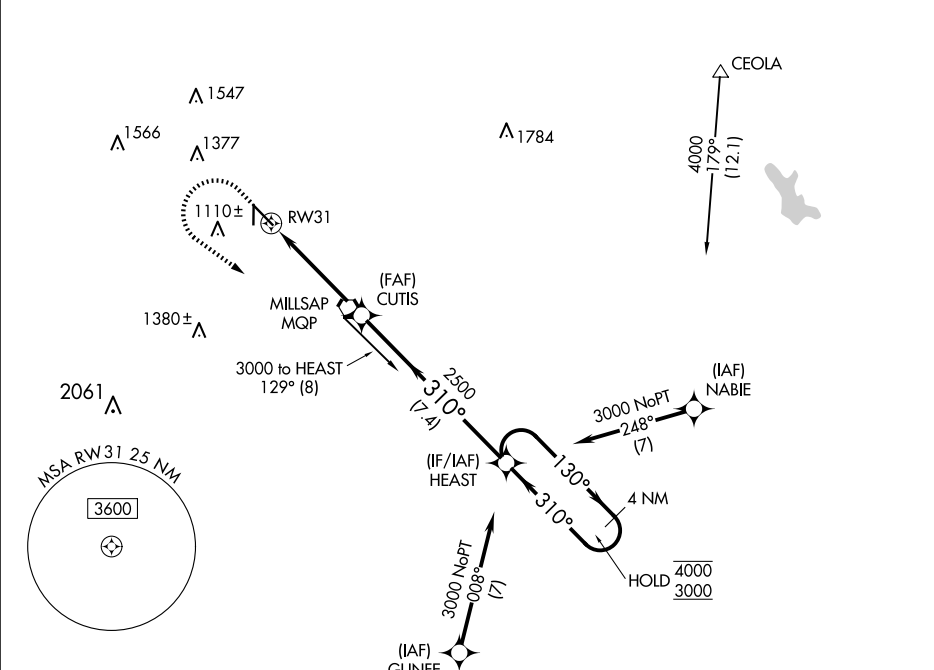 CEOLA
1547
1566
1377
1784
4000
179°
(12.1)
1110±
RW31
(FAF)
CUTIS
MILLSAP
MQP
1380±
3000 to HEAST
129° (8)
2500
310°
(7.4)
2061
(IAF)
NABIE
3000 NoPT
248°
(7)
(IF/IAF)
HEAST
130°
310°
4 NM
MSA RW31 25 NM
3600
HOLD
4000
3000
3000 NoPT
008°
(7)
(IAF)